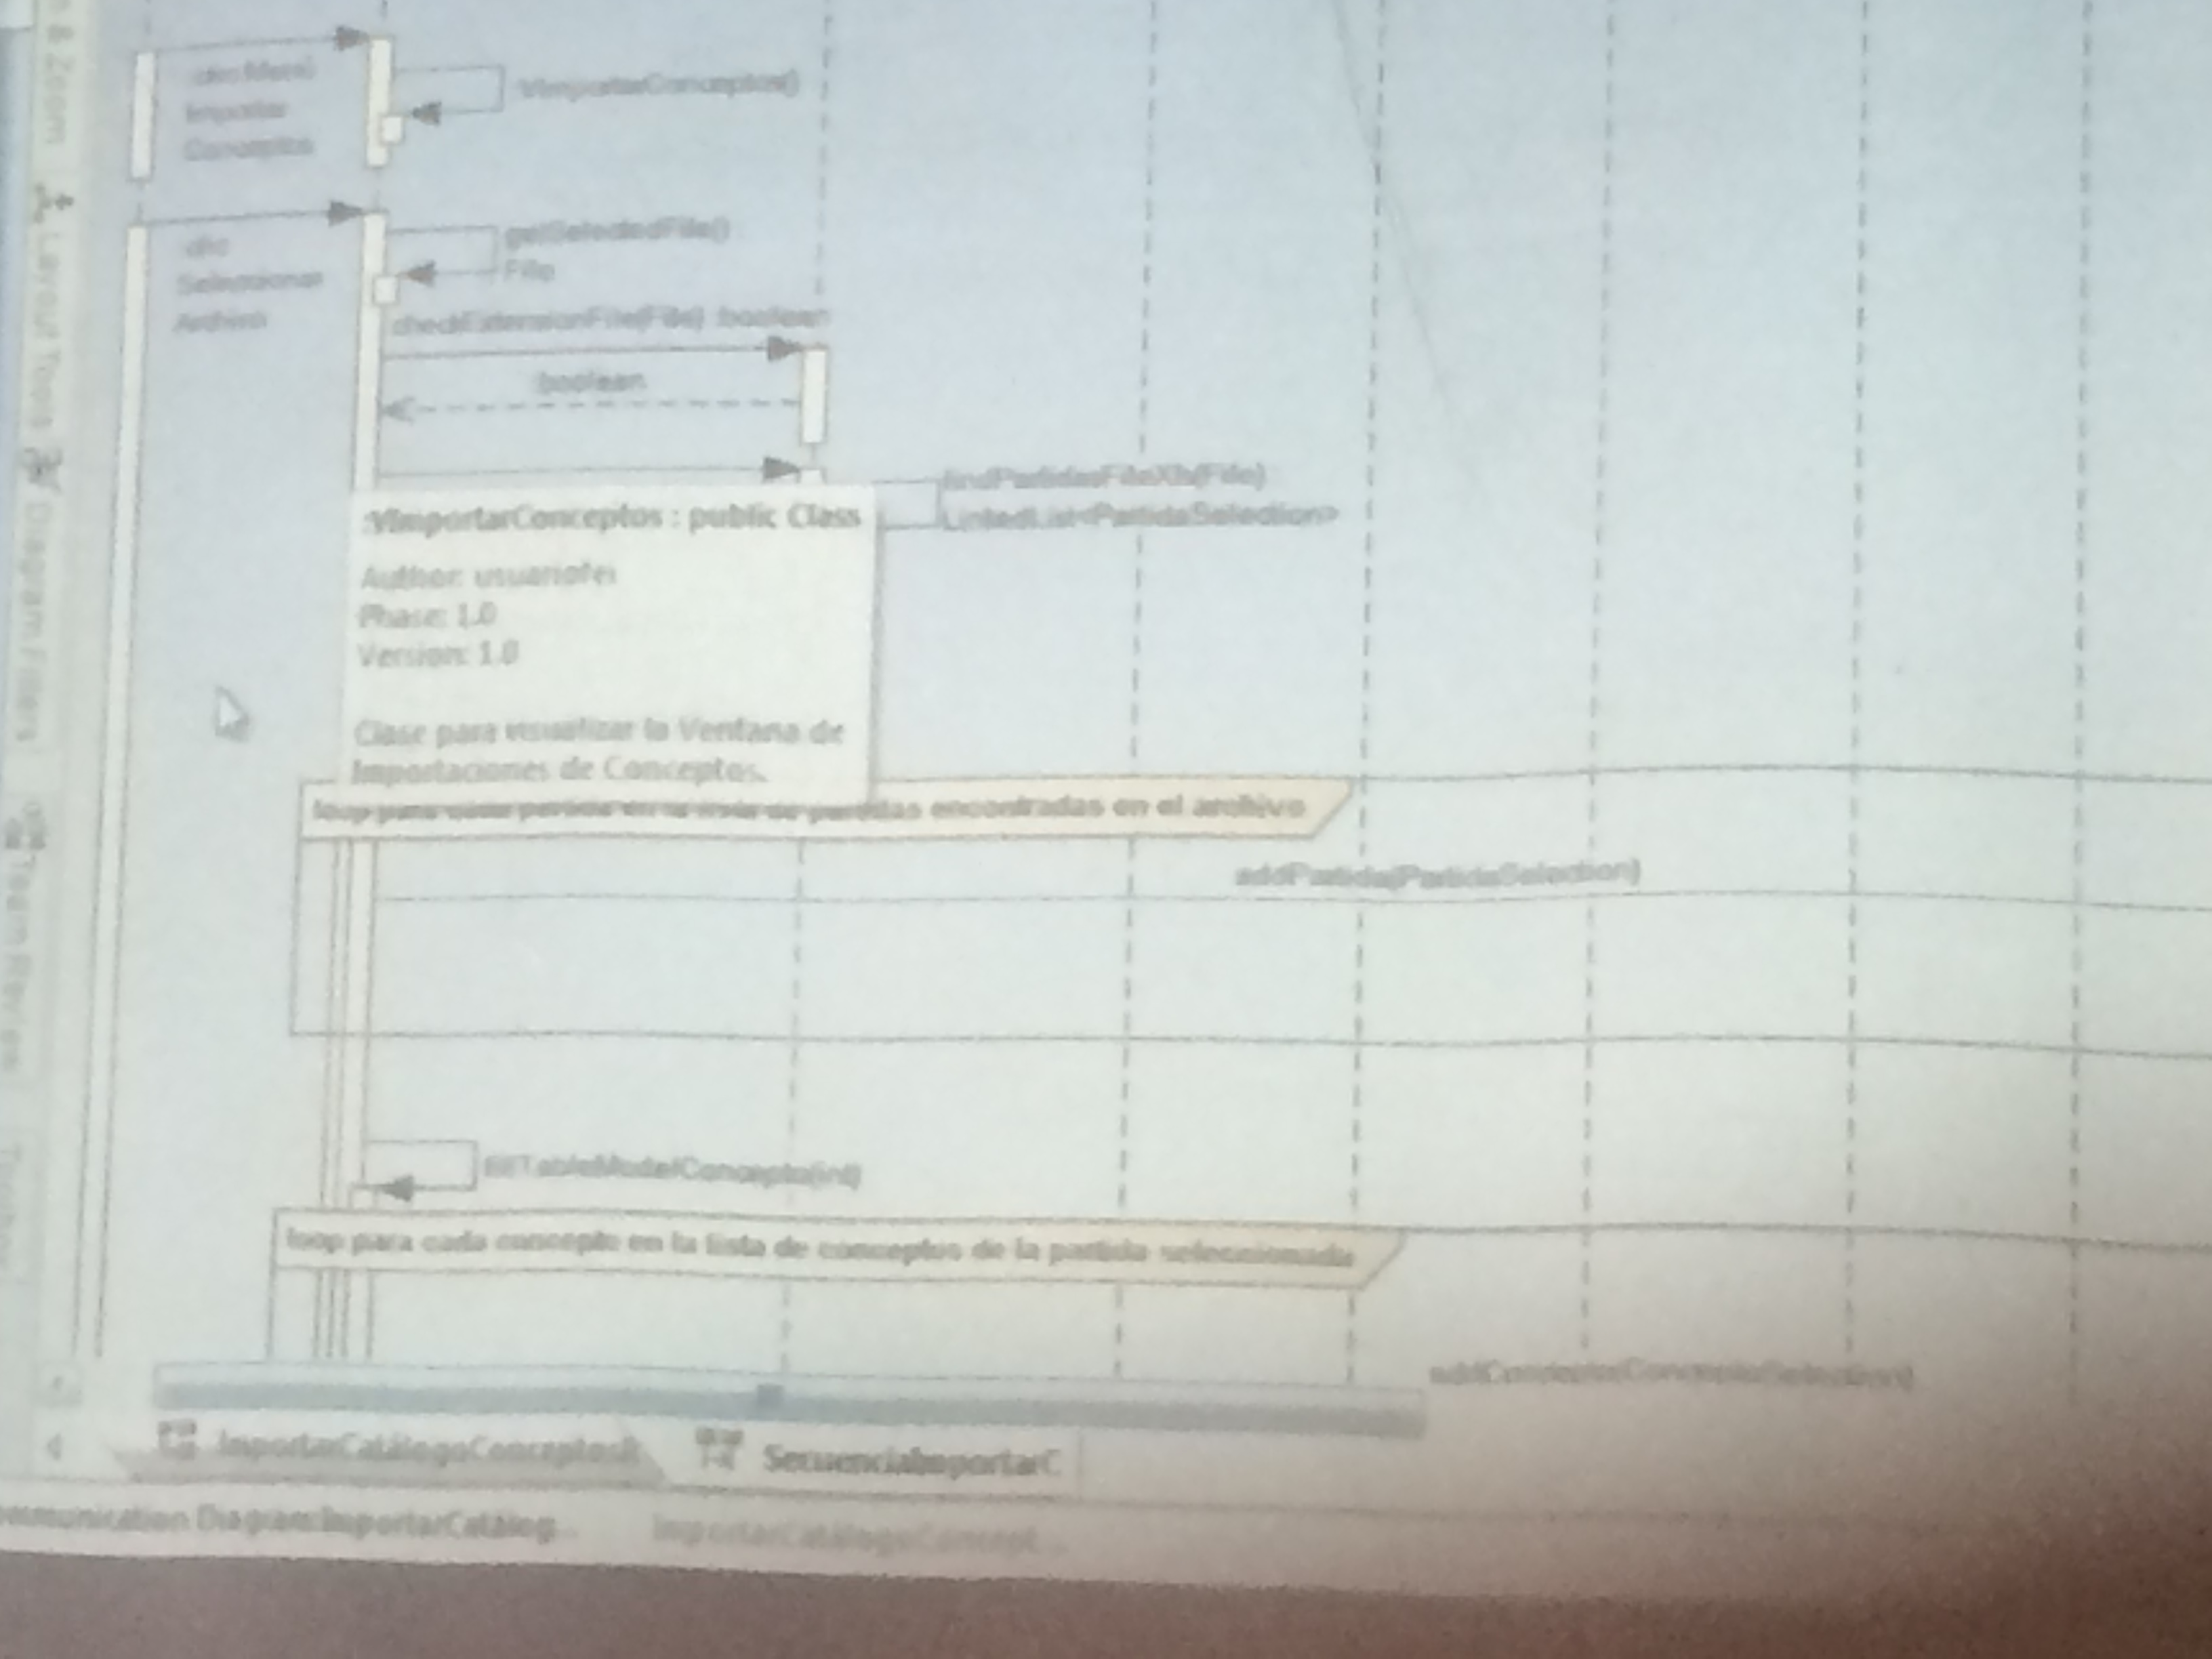 & Zoom
Layout Tools
Diagram Filters
Team Review
clic Menú
Importar
Conceptos
VImportarConceptos()
clic
Seleccionar
Archivo
getSelectedFile()
File
checkExtensionFile(File) :boolean
:boolean
findPartidasFileXls(File)
LinkedList<PartidaSelection>
:VImportarConceptos : public Class
Author: usuariofei
Phase: 1.0
Version: 1.0
Clase para visualizar la Ventana de
Importaciones de Conceptos.
loop para cada partida en la lista de partidas encontradas en el archivo
addPartida(PartidaSelection)
fillTableModelConcepto(int)
loop para cada concepto en la lista de conceptos de la partida seleccionada
addConcepto(ConceptoSelection)
ImportarCatálogoConceptos
SecuenciaImportarC
ommunication Diagram:ImportarCatálog...
ImportarCatálogoConcept...